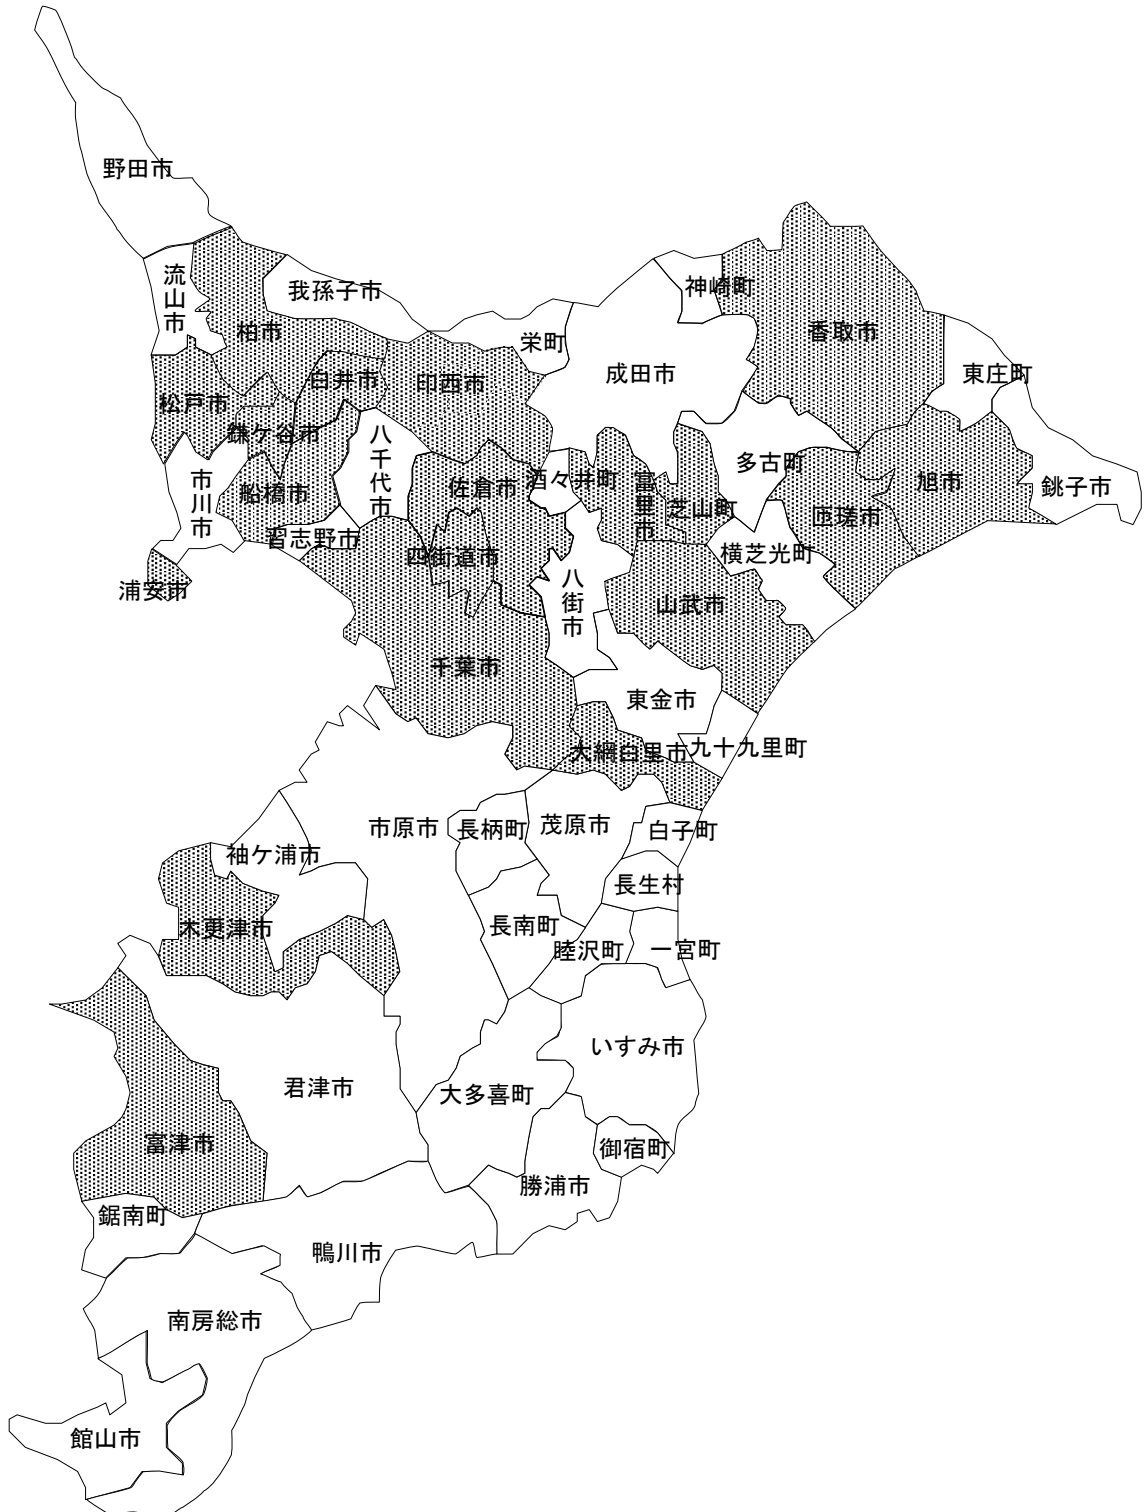 野田市
流山市
我孫子市
神崎町
柏市
栄町
香取市
成田市
東庄町
白井市
印西市
松戸市
鎌ケ谷市
八千代市
多古町
市川市
船橋市
佐倉市
酒々井町
富里市
旭市
銚子市
芝山町
匝瑳市
習志野市
四街道市
横芝光町
浦安市
八街市
山武市
千葉市
東金市
大網白里市
九十九里町
市原市
長柄町
茂原市
白子町
袖ケ浦市
長生村
木更津市
長南町
睦沢町
一宮町
いすみ市
君津市
大多喜町
富津市
御宿町
勝浦市
鋸南町
鴨川市
南房総市
館山市